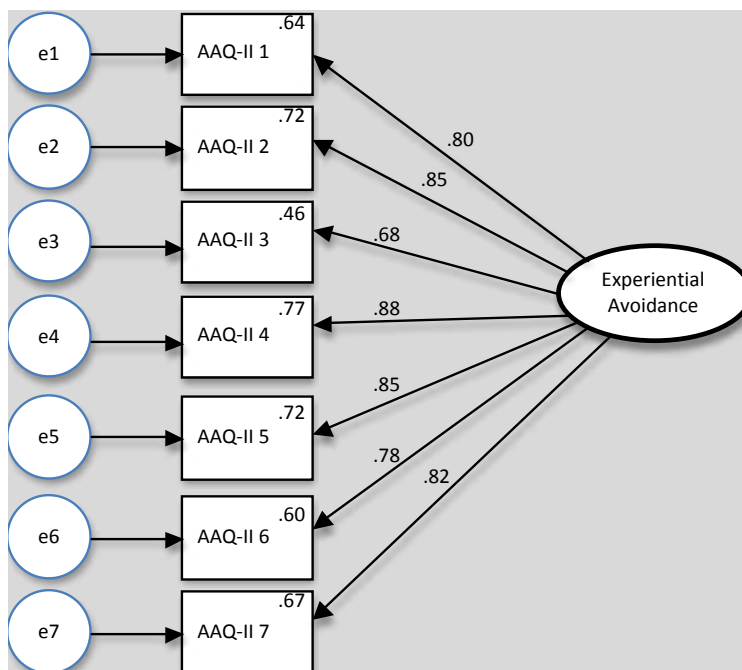 .64
e1
AAQ-II 1
.80
.72
e2
AAQ-II 2
.85
.46
e3
AAQ-II 3
.68
Experiential
Avoidance
.77
e4
AAQ-II 4
.88
.72
e5
AAQ-II 5
.85
.60
e6
AAQ-II 6
.78
.67
e7
AAQ-II 7
.82